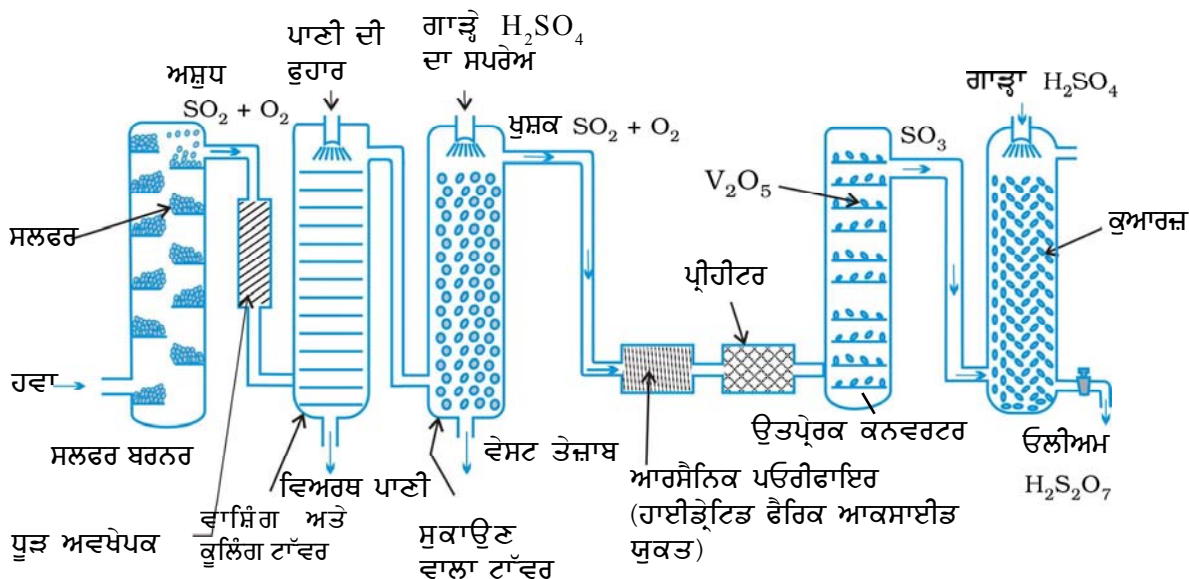 ਪਾਣੀ ਦੀ
ਫੁਹਾਰ
ਗਾੜ੍ਹੇ H₂SO₄
ਦਾ ਸਪਰੇਅ
ਅਸ਼ੁਧ
SO₂ + O₂
ਖੁਸ਼ਕ SO₂ + O₂
ਗਾੜ੍ਹਾ H₂SO₄
SO₃
V₂O₅
ਸਲਫਰ
ਕੁਆਰਜ਼
ਪ੍ਰੀਹੀਟਰ
ਹਵਾ
ਸਲਫਰ ਬਰਨਰ
ਵਿਅਰਥ ਪਾਣੀ
ਵੇਸਟ ਤੇਜ਼ਾਬ
ਉਤਪ੍ਰੇਰਕ ਕਨਵਰਟਰ
ਓਲੀਅਮ
H₂S₂O₇
ਧੂੜ ਅਵਖੇਪਕ
ਵਾਸ਼ਿੰਗ ਅਤੇ
ਕੂਲਿੰਗ ਟਾੱਵਰ
ਸੁਕਾਉਣ
ਵਾਲਾ ਟਾੱਵਰ
ਆਰਸੈਨਿਕ ਪਓਰੀਫਾਇਰ
(ਹਾਈਡ੍ਰੇਟਿਡ ਫੈਰਿਕ ਆਕਸਾਈਡ
ਯੁਕਤ)